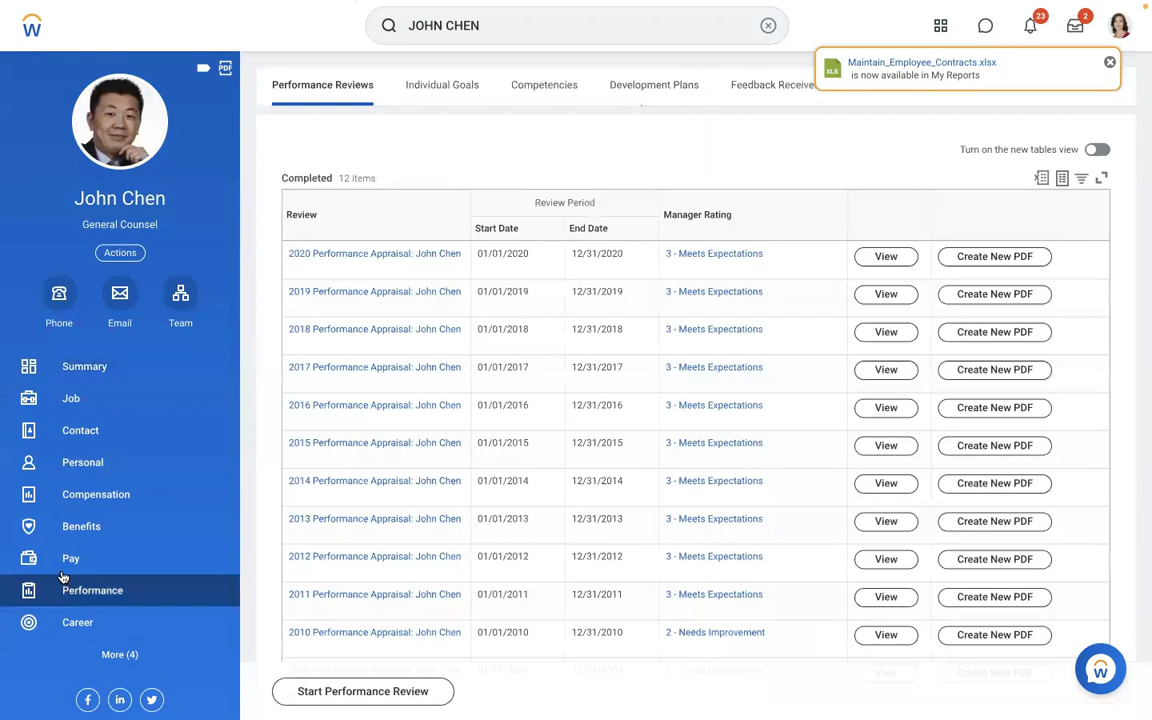 W
JOHN CHEN
23
2
XLS
Maintain_Employee_Contracts.xlsx
is now available in My Reports
PDF
John Chen
General Counsel
Actions
Phone Email Team
Summary
Job
Contact
Personal
Compensation
Benefits
Pay
Performance
Career
More (4)
Performance Reviews Individual Goals Competencies Development Plans Feedback Receive
Turn on the new tables view
Completed 12 items
Review Review Period Manager Rating
Start Date End Date
2020 Performance Appraisal: John Chen 01/01/2020 12/31/2020 3 - Meets Expectations View Create New PDF
2019 Performance Appraisal: John Chen 01/01/2019 12/31/2019 3 - Meets Expectations View Create New PDF
2018 Performance Appraisal: John Chen 01/01/2018 12/31/2018 3 - Meets Expectations View Create New PDF
2017 Performance Appraisal: John Chen 01/01/2017 12/31/2017 3 - Meets Expectations View Create New PDF
2016 Performance Appraisal: John Chen 01/01/2016 12/31/2016 3 - Meets Expectations View Create New PDF
2015 Performance Appraisal: John Chen 01/01/2015 12/31/2015 3 - Meets Expectations View Create New PDF
2014 Performance Appraisal: John Chen 01/01/2014 12/31/2014 3 - Meets Expectations View Create New PDF
2013 Performance Appraisal: John Chen 01/01/2013 12/31/2013 3 - Meets Expectations View Create New PDF
2012 Performance Appraisal: John Chen 01/01/2012 12/31/2012 3 - Meets Expectations View Create New PDF
2011 Performance Appraisal: John Chen 01/01/2011 12/31/2011 3 - Meets Expectations View Create New PDF
2010 Performance Appraisal: John Chen 01/01/2010 12/31/2010 2 - Needs Improvement View Create New PDF
Start Performance Review
W